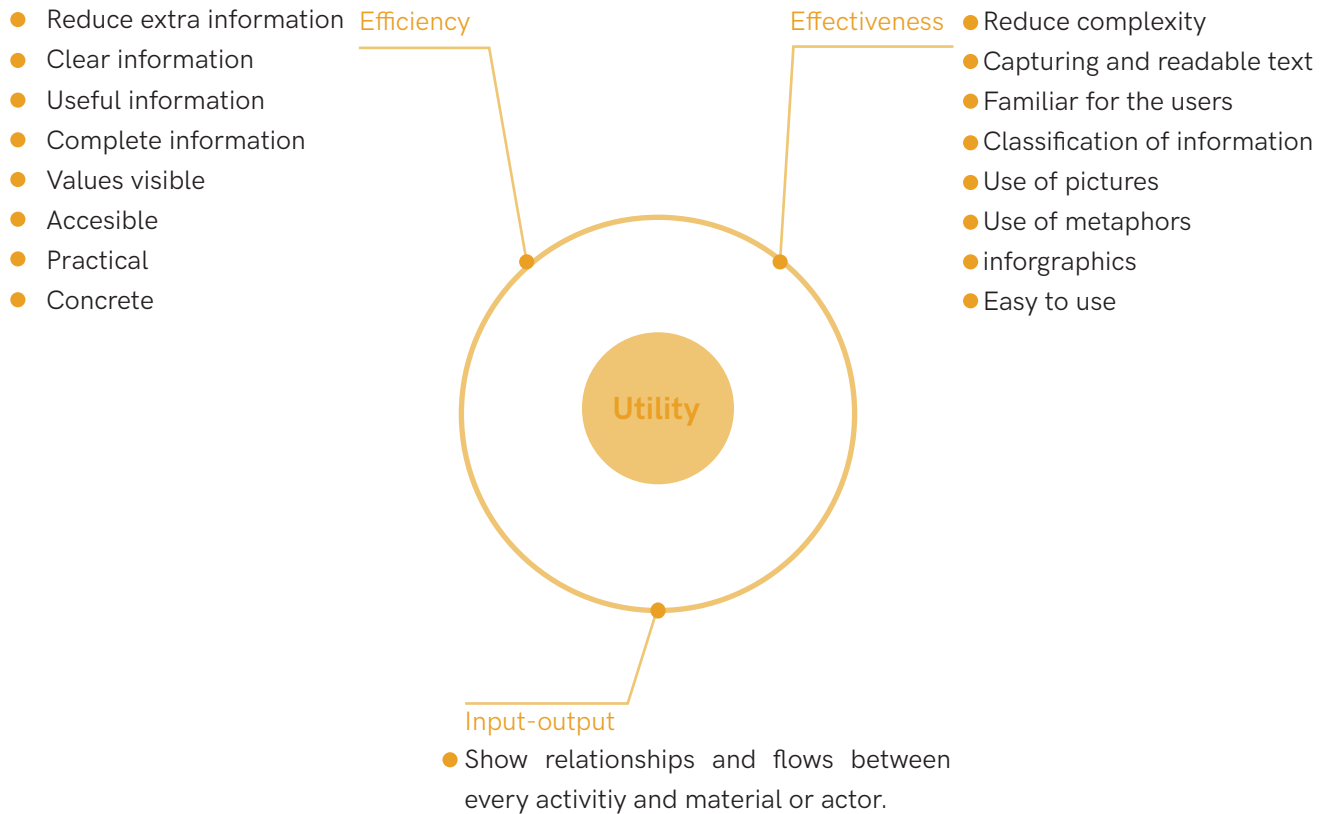 Efficiency
Reduce extra information
Clear information
Useful information
Complete information
Values visible
Accesible
Practical
Concrete
Effectiveness
Reduce complexity
Capturing and readable text
Familiar for the users
Classification of information
Use of pictures
Use of metaphors
inforgraphics
Easy to use
Utility
Input-output
Show relationships and flows between
every activitiy and material or actor.